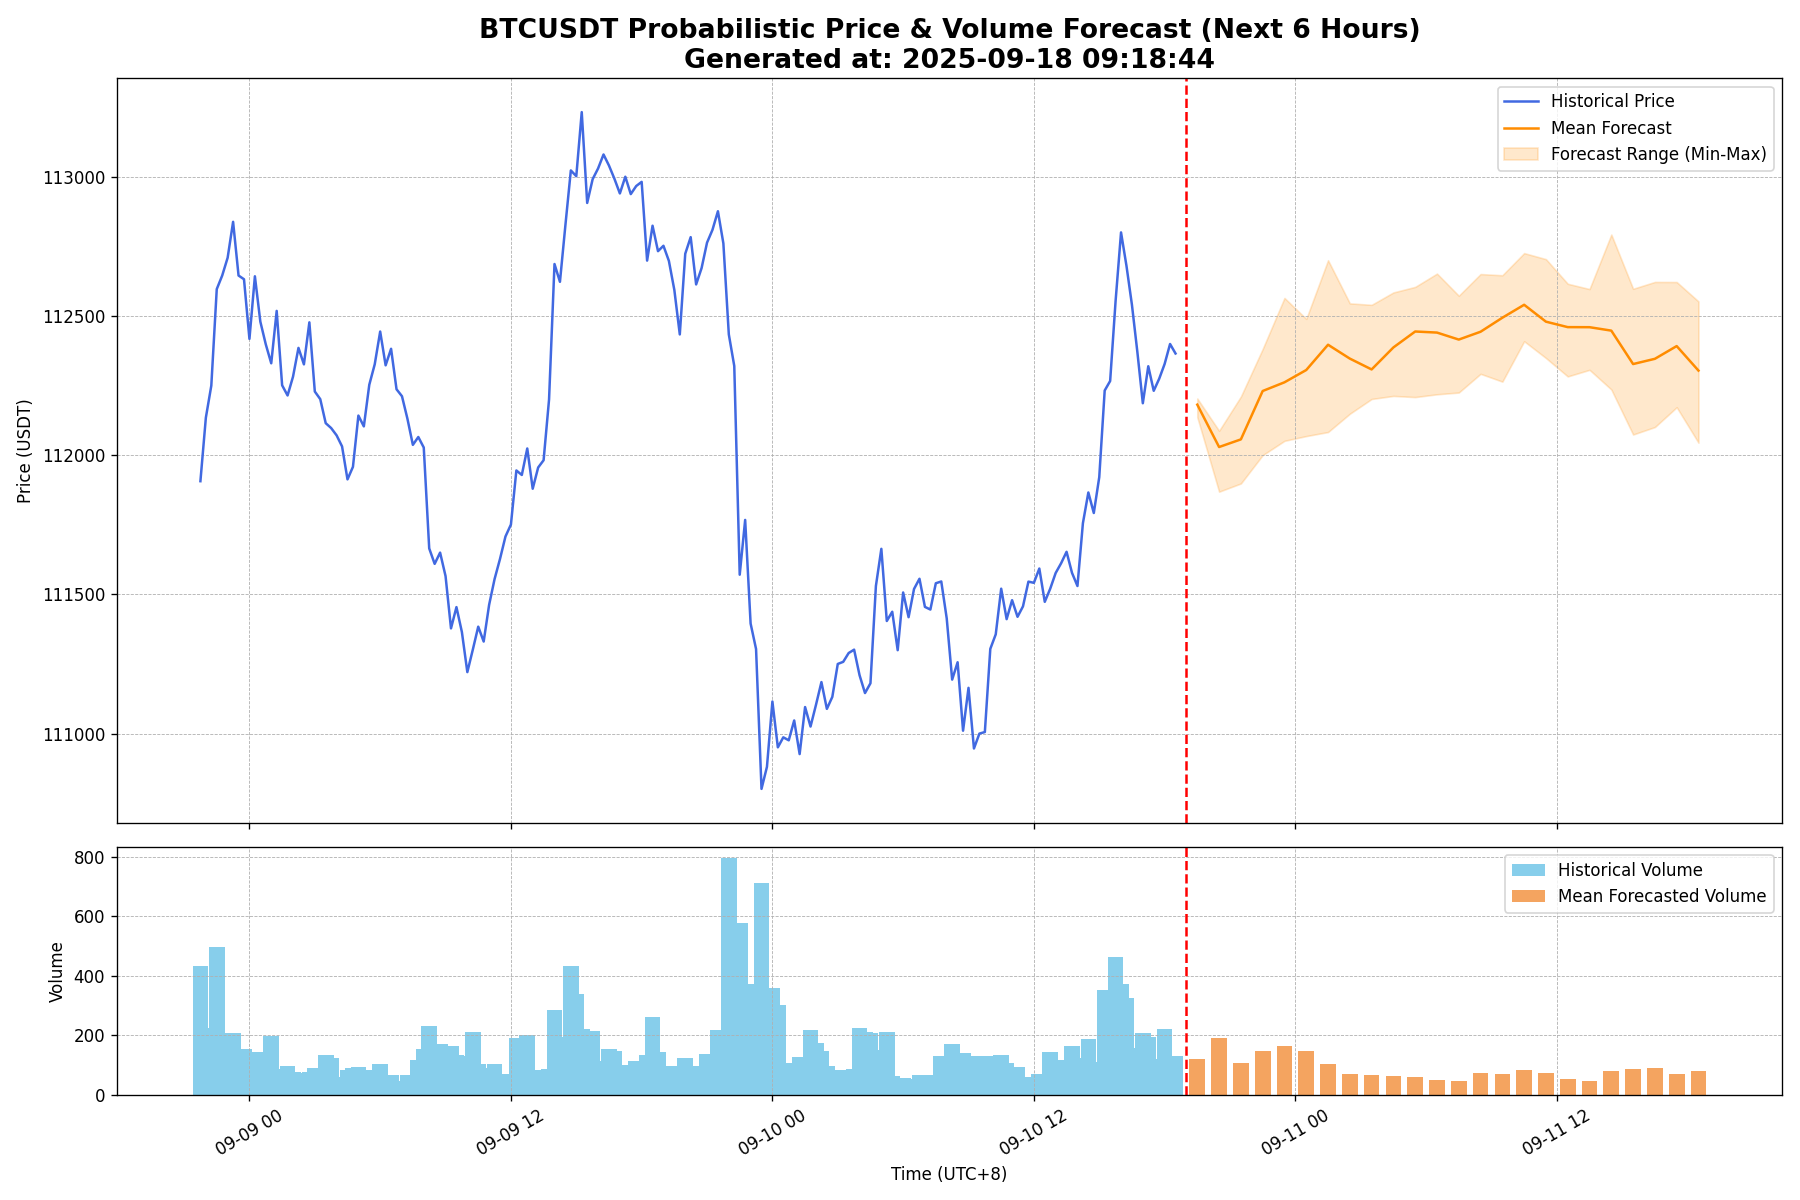 BTCUSDT Probabilistic Price & Volume Forecast (Next 6 Hours)
Generated at: 2025-09-18 09:18:44
Historical Price
Mean Forecast
Forecast Range (Min-Max)
113000
112500
112000
111500
111000
Price (USDT)
Historical Volume
Mean Forecasted Volume
800
600
400
200
0
Volume
09-09 00
09-09 12
09-10 00
09-10 12
09-11 00
09-11 12
Time (UTC+8)